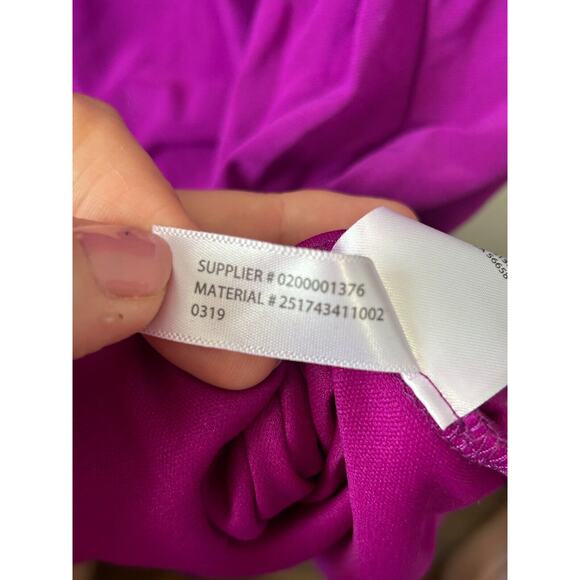 SUPPLIER # 0200001376
MATERIAL # 251743411002
0319